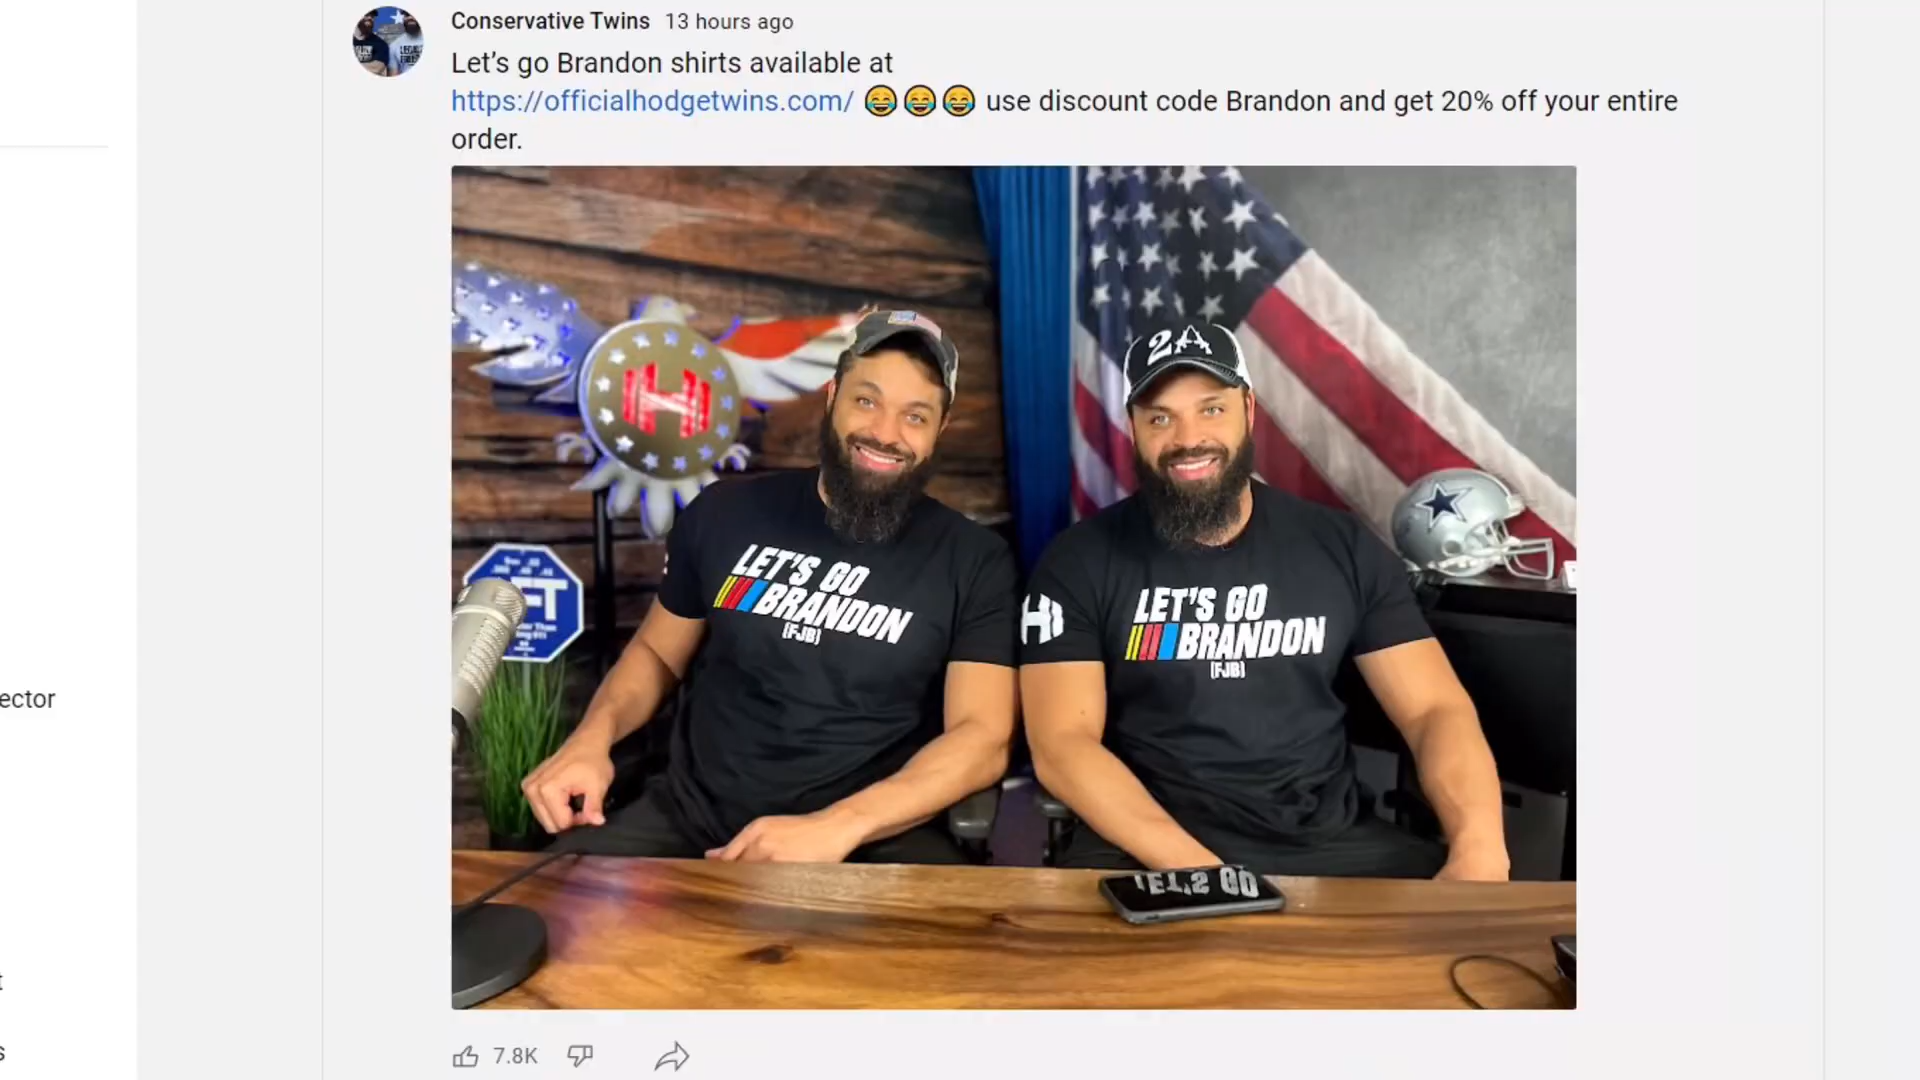 Conservative Twins 13 hours ago
Let’s go Brandon shirts available at
https://officialhodgetwins.com/ 😂😂😂 use discount code Brandon and get 20% off your entire
order.
H
2A
LET'S GO
BRANDON
(FJB)
LET'S GO
BRANDON
(FJB)
H
FT
LET'S GO
ector
t
s
7.8K